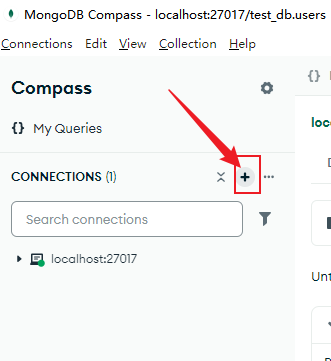 MongoDB Compass - localhost:27017/test_db.users
Connections Edit View Collection Help
Compass
{} My Queries
{}
loc
CONNECTIONS (1)
Search connections
localhost:27017
Unt